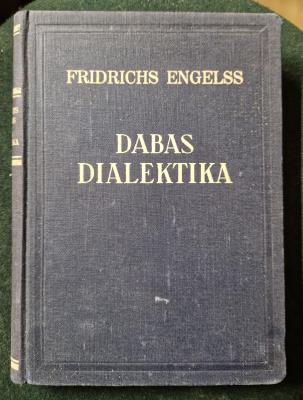 FRIDRICHS ENGELSS
DABAS
DIALEKTIKA